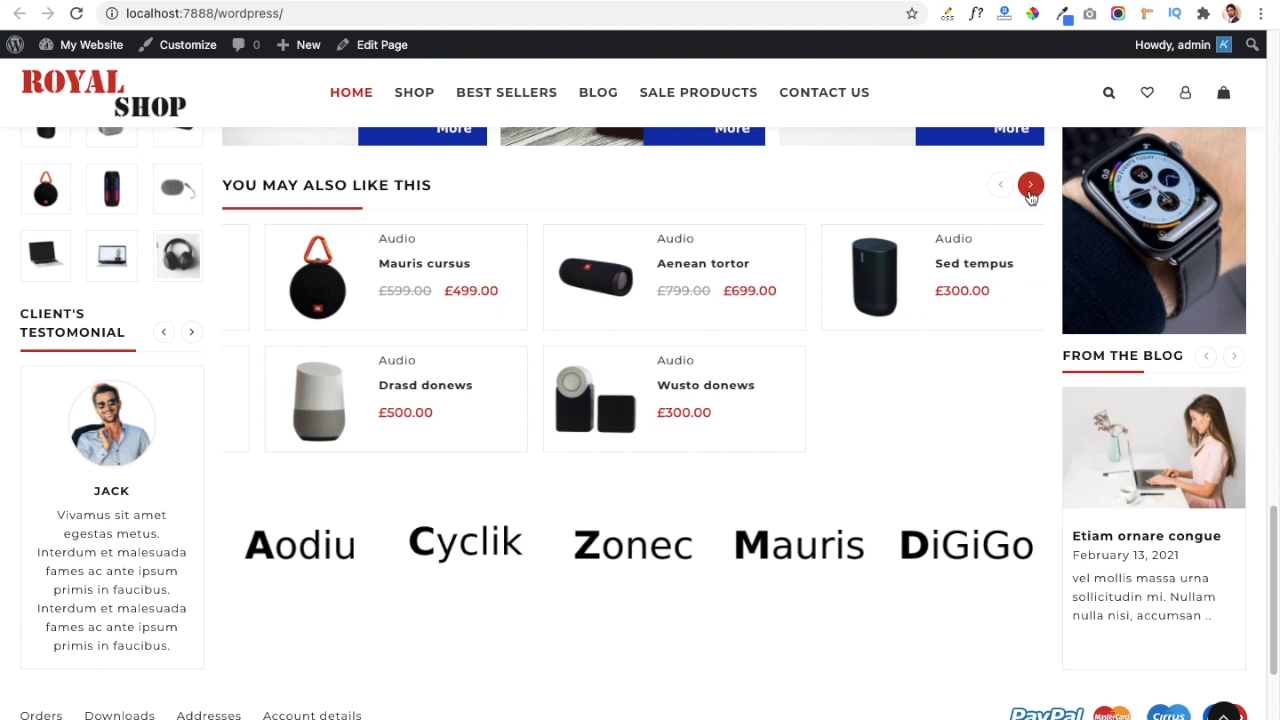 localhost:7888/wordpress/
My Website
Customize
0
New
Edit Page
Howdy, admin
ROYAL
SHOP
HOME
SHOP
BEST SELLERS
BLOG
SALE PRODUCTS
CONTACT US
More
More
More
YOU MAY ALSO LIKE THIS
Audio
Mauris cursus
£599.00 £499.00
Audio
Aenean tortor
£799.00 £699.00
Audio
Sed tempus
£300.00
Audio
Drasd donews
£500.00
Audio
Wusto donews
£300.00
Aodiu
Cyclik
Zonec
Mauris
DiGiGo
CLIENT'S
TESTOMONIAL
JACK
Vivamus sit amet
egestas metus.
Interdum et malesuada
fames ac ante ipsum
primis in faucibus.
Interdum et malesuada
fames ac ante ipsum
primis in faucibus.
FROM THE BLOG
Etiam ornare congue
February 13, 2021
vel mollis massa urna
sollicitudin mi. Nullam
nulla nisi, accumsan ..
Orders
Downloads
Addresses
Account details
PayPal
MasterCard
Cirrus